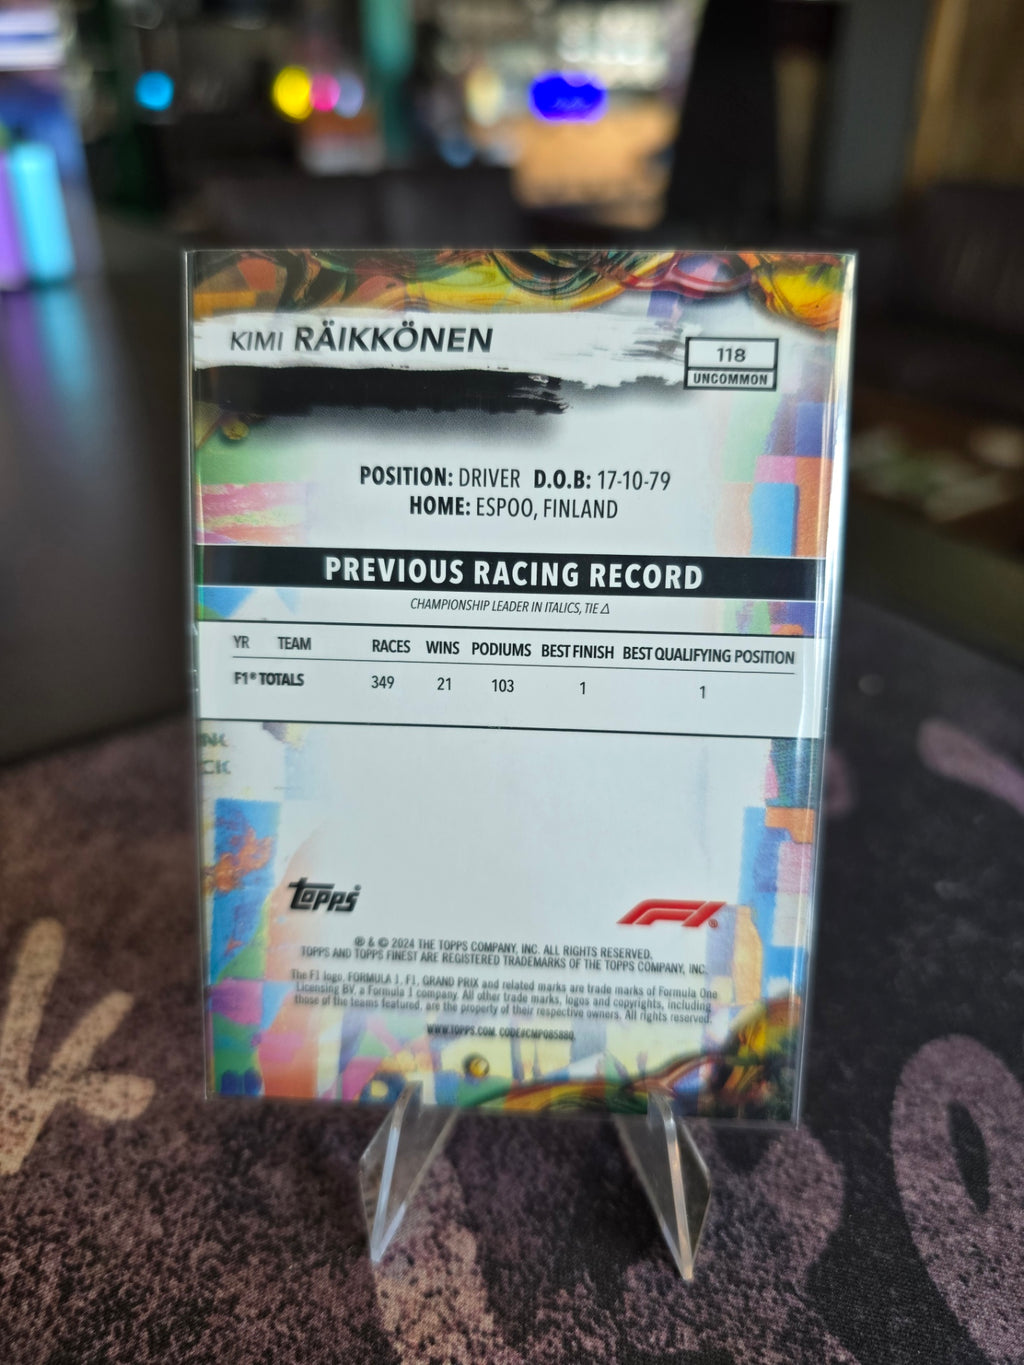 KIMI RÄIKKÖNEN
118
UNCOMMON
POSITION: DRIVER D.O.B: 17-10-79
HOME: ESPOO, FINLAND
PREVIOUS RACING RECORD
CHAMPIONSHIP LEADER IN ITALICS, TIE Δ
YR TEAM RACES WINS PODIUMS BEST FINISH BEST QUALIFYING POSITION
F1® TOTALS 349 21 103 1 1
topps®
F1®
® & © 2024 THE TOPPS COMPANY, INC. ALL RIGHTS RESERVED.
TOPPS AND TOPPS FINEST ARE REGISTERED TRADEMARKS OF THE TOPPS COMPANY, INC.
The F1 logo, FORMULA 1, F1, GRAND PRIX and related marks are trade marks of Formula One
Licensing BV, a Formula 1 company. All other trade marks, logos and copyrights, including
those of the teams featured, are the property of their respective owners. All rights reserved.
WWW.TOPPS.COM. CODE#CMP085880